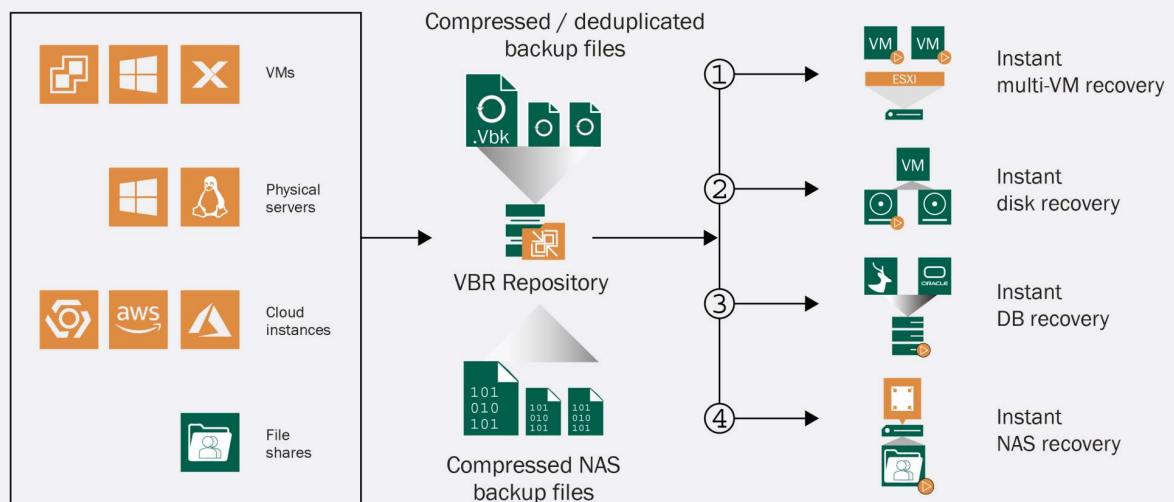 VMs
Physical
servers
aws
Cloud
instances
File
shares
Compressed / deduplicated
backup files
.Vbk
VBR Repository
101
010
101
101
010
101
101
010
101
Compressed NAS
backup files
1
VM
VM
ESXI
Instant
multi-VM recovery
2
VM
Instant
disk recovery
3
ORACLE
Instant
DB recovery
4
Instant
NAS recovery